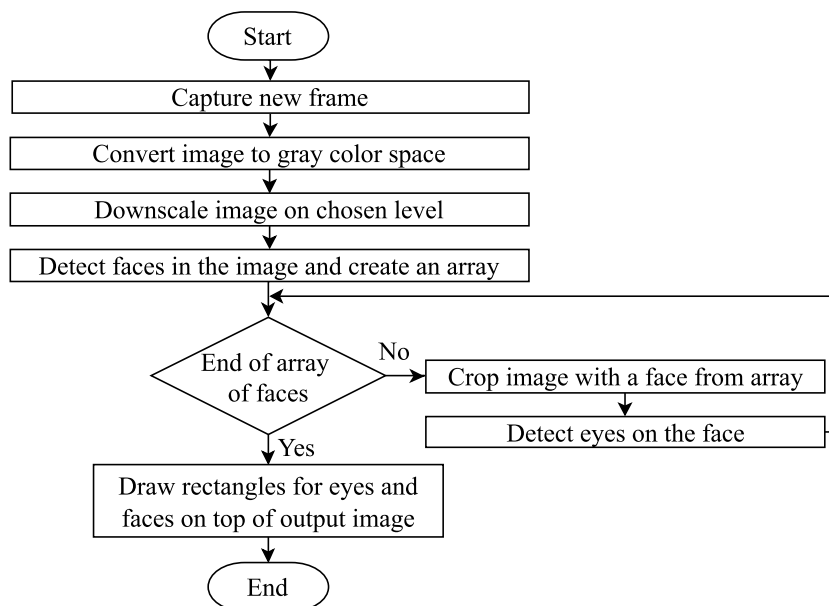 Start
Capture new frame
Convert image to gray color space
Downscale image on chosen level
Detect faces in the image and create an array
End of array
of faces
No
Crop image with a face from array
Detect eyes on the face
Yes
Draw rectangles for eyes and
faces on top of output image
End